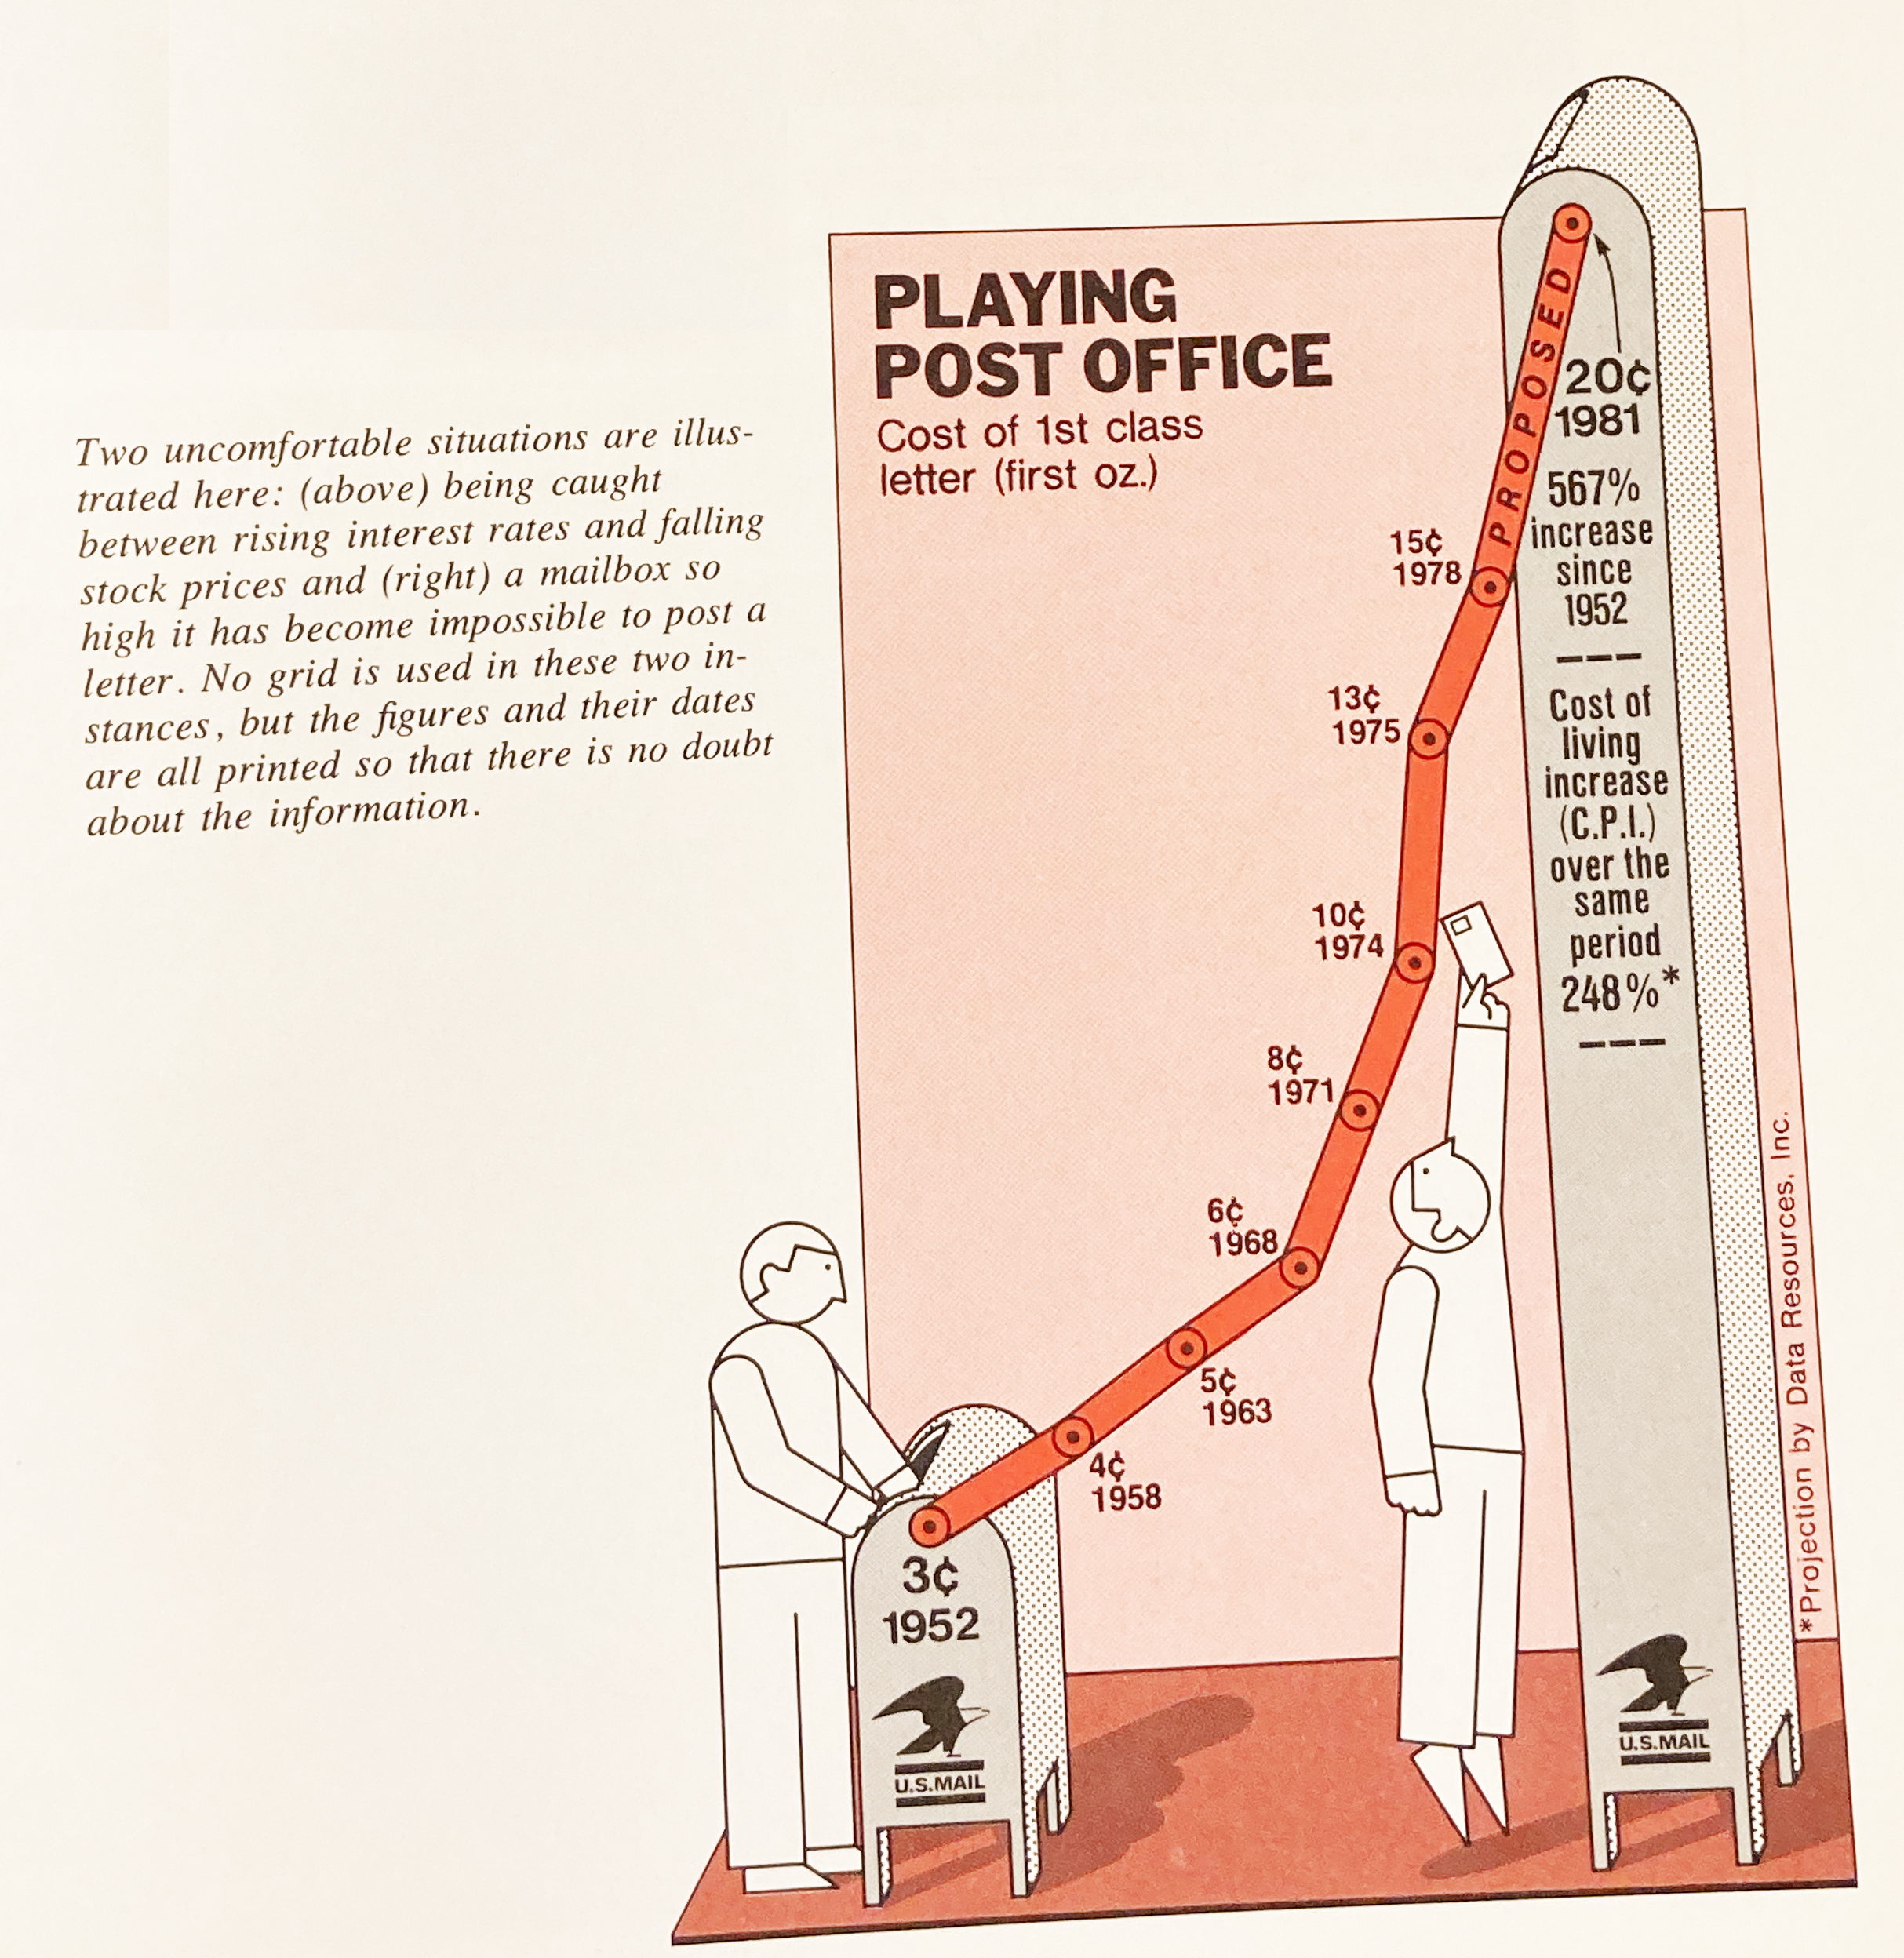 Two uncomfortable situations are illus-
trated here: (above) being caught
between rising interest rates and falling
stock prices and (right) a mailbox so
high it has become impossible to post a
letter. No grid is used in these two in-
stances, but the figures and their dates
are all printed so that there is no doubt
about the information.
PLAYING
POST OFFICE
Cost of 1st class
letter (first oz.)
3¢
1952
U.S.MAIL
4¢
1958
5¢
1963
6¢
1968
8¢
1971
10¢
1974
13¢
1975
15¢
1978
PROPOSED
20¢
1981
567%
increase
since
1952
Cost of
living
increase
(C.P.I.)
over the
same
period
248%*
U.S.MAIL
*Projection by Data Resources, Inc.